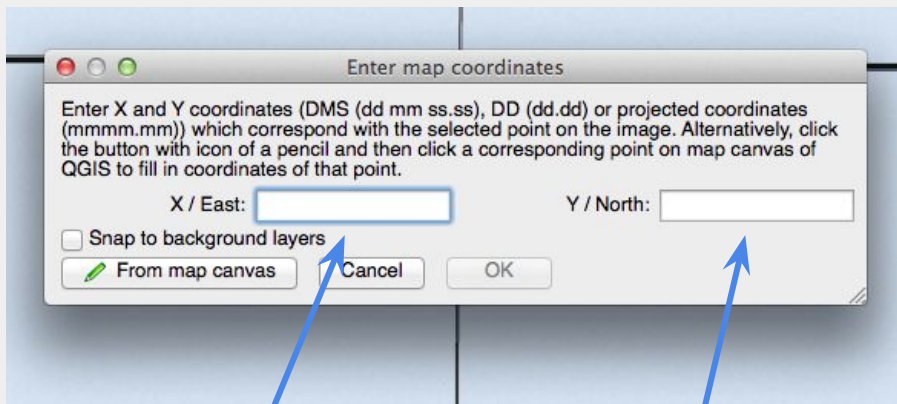 Enter map coordinates
Enter X and Y coordinates (DMS (dd mm ss.ss), DD (dd.dd) or projected coordinates
(mmmm.mm)) which correspond with the selected point on the image. Alternatively, click
the button with icon of a pencil and then click a corresponding point on map canvas of
QGIS to fill in coordinates of that point.
X / East: Y / North:
Snap to background layers
From map canvas Cancel OK